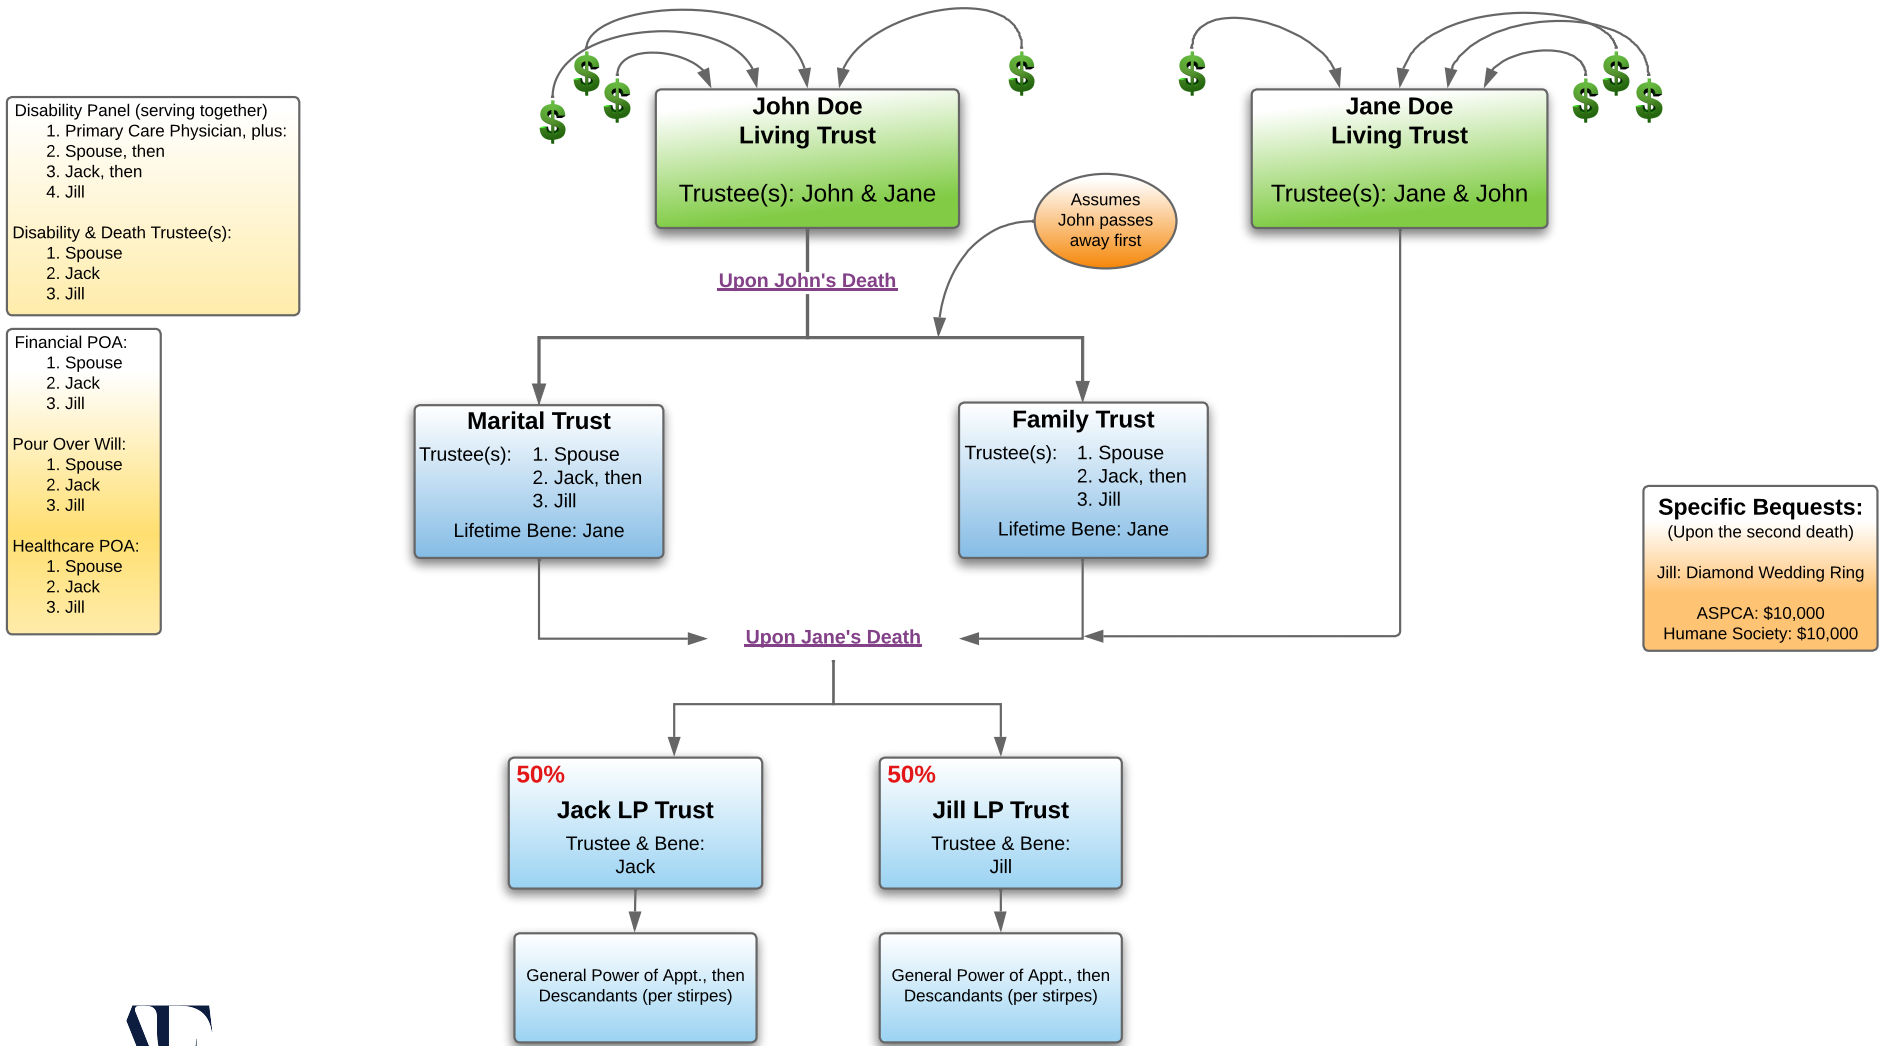 $
$
$
$
$
$
$
$
John Doe
Living Trust
Trustee(s): John & Jane
Jane Doe
Living Trust
Trustee(s): Jane & John
Disability Panel (serving together)
1. Primary Care Physician, plus:
2. Spouse, then
3. Jack, then
4. Jill
Disability & Death Trustee(s):
1. Spouse
2. Jack
3. Jill
Assumes
John passes
away first
Upon John's Death
Financial POA:
1. Spouse
2. Jack
3. Jill
Pour Over Will:
1. Spouse
2. Jack
3. Jill
Healthcare POA:
1. Spouse
2. Jack
3. Jill
Marital Trust
Trustee(s): 1. Spouse
2. Jack, then
3. Jill
Lifetime Bene: Jane
Family Trust
Trustee(s): 1. Spouse
2. Jack, then
3. Jill
Lifetime Bene: Jane
Specific Bequests:
(Upon the second death)
Jill: Diamond Wedding Ring
ASPCA: $10,000
Humane Society: $10,000
Upon Jane's Death
50%
Jack LP Trust
Trustee & Bene:
Jack
50%
Jill LP Trust
Trustee & Bene:
Jill
General Power of Appt., then
Descandants (per stirpes)
General Power of Appt., then
Descandants (per stirpes)